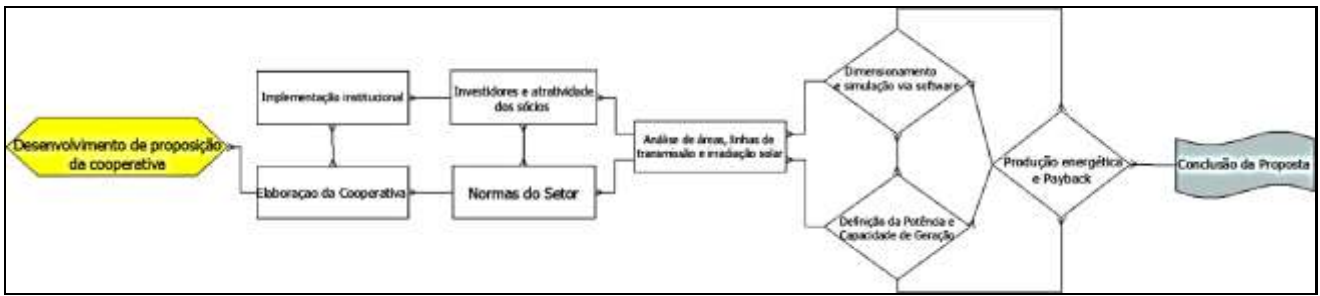 Desenvolvimento de proposição
da cooperativa
Implementação institucional
Elaboraçao da Cooperativa
Investidores e atratividade
dos sócios
Normas do Setor
Análise de áreas, linhas de
transmissão e irradiação solar
Dimensionamento
e simulação via software
Definição da Potência e
Capacidade de Geração
Produção energética
e Payback
Conclusão da Proposta